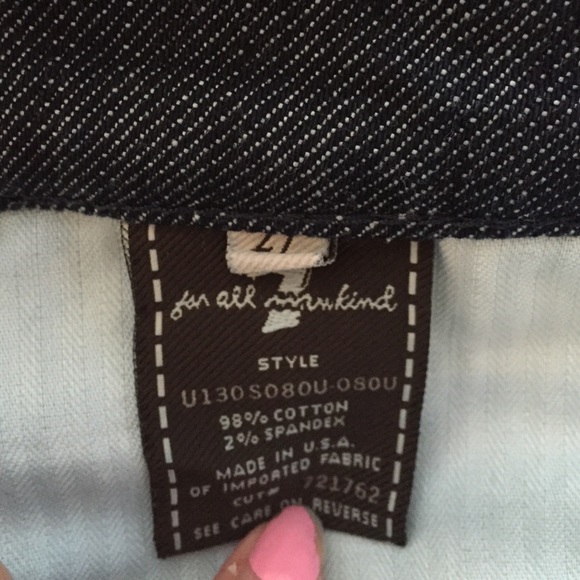 27
7
for all mankind
STYLE
U130S080U-080U
98% COTTON
2% SPANDEX
MADE IN U.S.A.
OF IMPORTED FABRIC
CUT# 721762
SEE CARE ON REVERSE